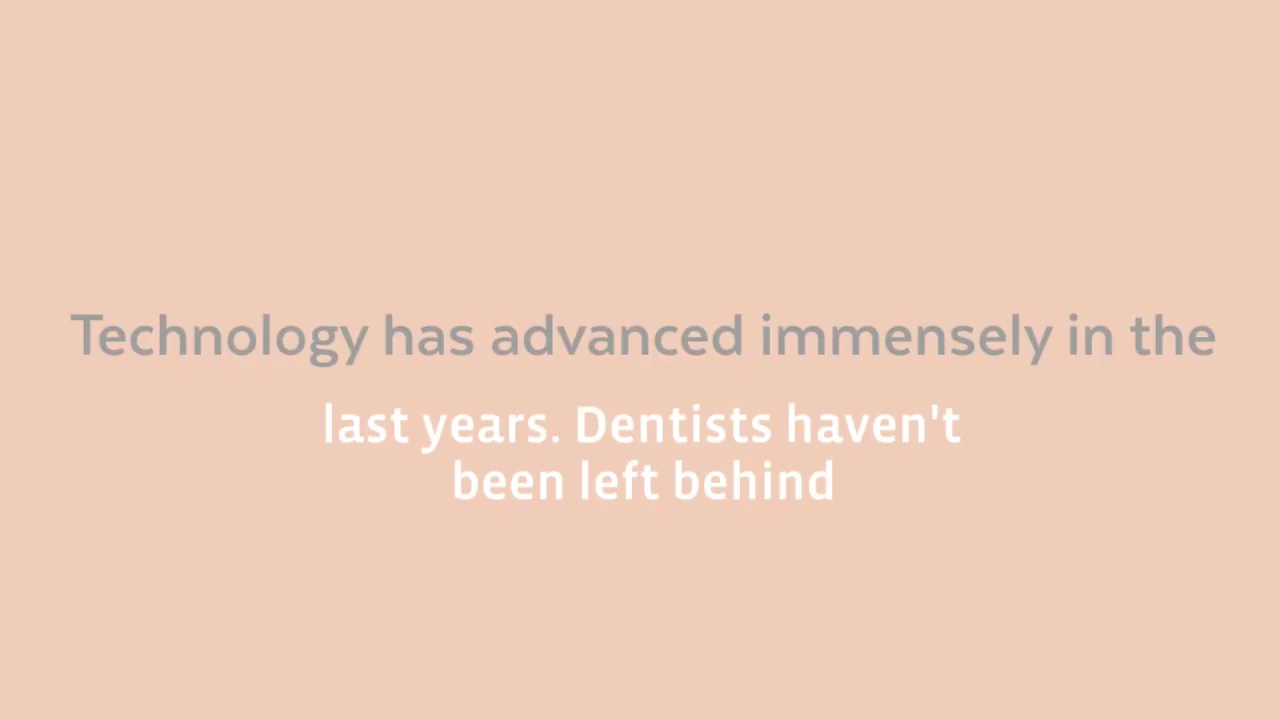 Technology has advanced immensely in the
last years. Dentists haven't
been left behind